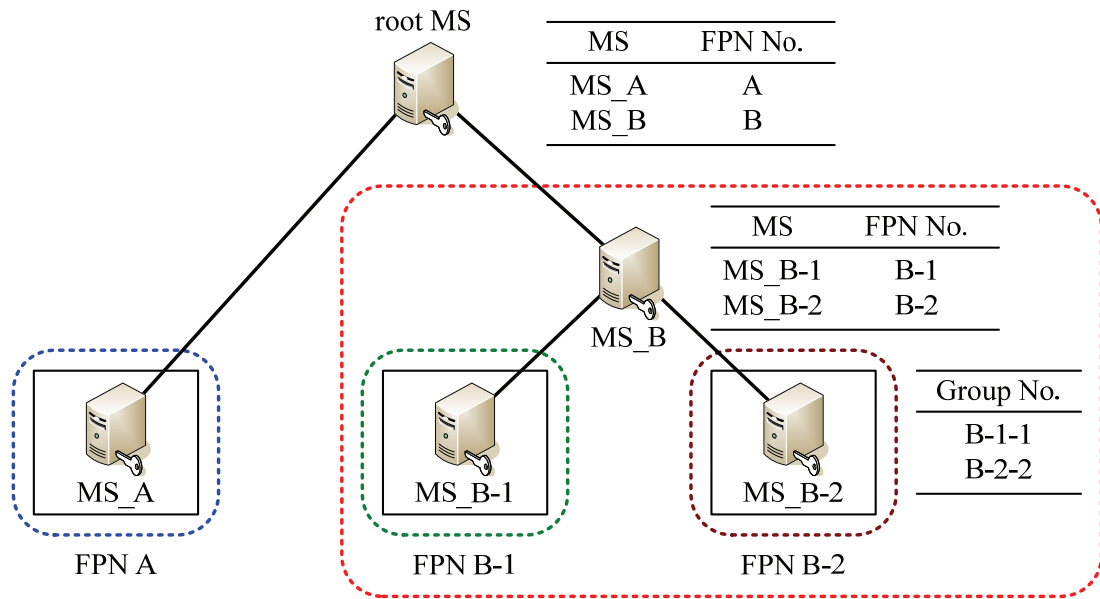 root MS
MS FPN No.
MS_A A
MS_B B
MS FPN No.
MS_B-1 B-1
MS_B-2 B-2
MS_B
Group No.
B-1-1
B-2-2
MS_A
MS_B-1
MS_B-2
FPN A
FPN B-1
FPN B-2